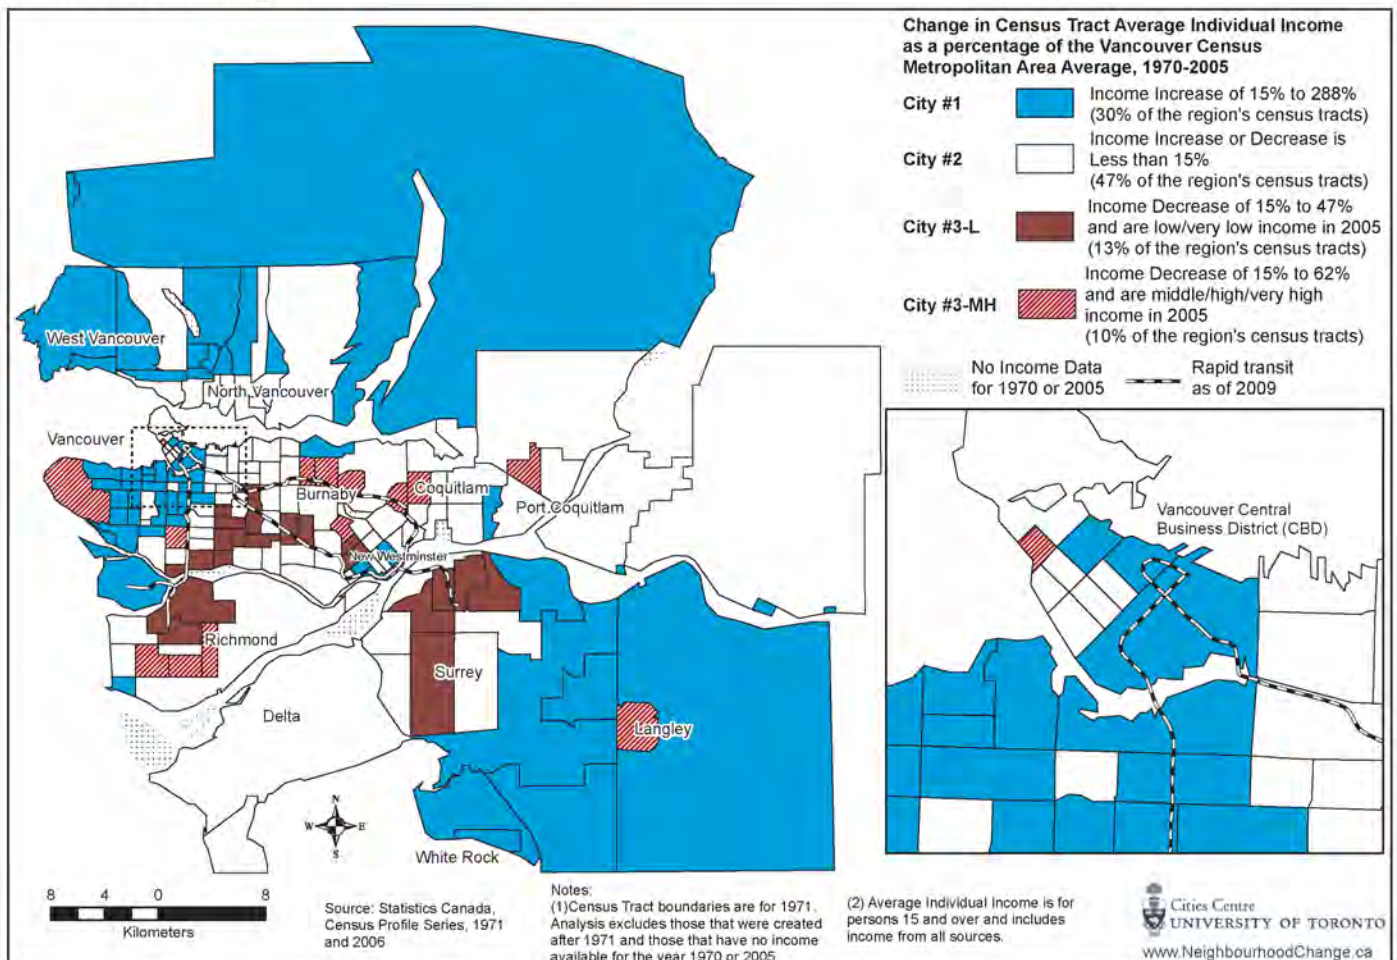 Change in Census Tract Average Individual Income
as a percentage of the Vancouver Census
Metropolitan Area Average, 1970-2005
City #1
Income Increase of 15% to 288%
(30% of the region's census tracts)
City #2
Income Increase or Decrease is
Less than 15%
(47% of the region's census tracts)
City #3-L
Income Decrease of 15% to 47%
and are low/very low income in 2005
(13% of the region's census tracts)
City #3-MH
Income Decrease of 15% to 62%
and are middle/high/very high
income in 2005
(10% of the region's census tracts)
No Income Data
for 1970 or 2005
Rapid transit
as of 2009
West Vancouver
North Vancouver
Vancouver
Burnaby
Coquitlam
Port Coquitlam
New Westminster
Richmond
Surrey
Delta
Langley
White Rock
Vancouver Central
Business District (CBD)
N
W E
S
8 4 0 8
Kilometers
Source: Statistics Canada,
Census Profile Series, 1971
and 2006
Notes:
(1)Census Tract boundaries are for 1971.
Analysis excludes those that were created
after 1971 and those that have no income
available for the year 1970 or 2005
(2) Average Individual Income is for
persons 15 and over and includes
income from all sources.
Cities Centre
UNIVERSITY OF TORONTO
www.NeighbourhoodChange.ca